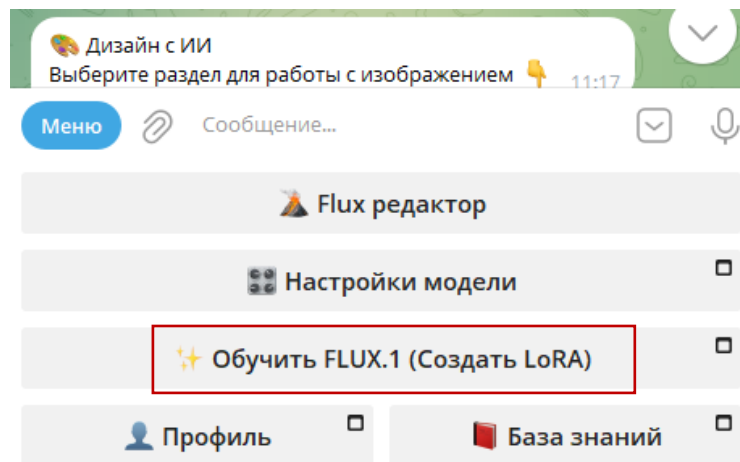 🎨 Дизайн с ИИ
Выберите раздел для работы с изображением 👇 11:17
Меню Сообщение...
🌋 Flux редактор
🎛 Настройки модели
✨ Обучить FLUX.1 (Создать LoRA)
👤 Профиль 📕 База знаний